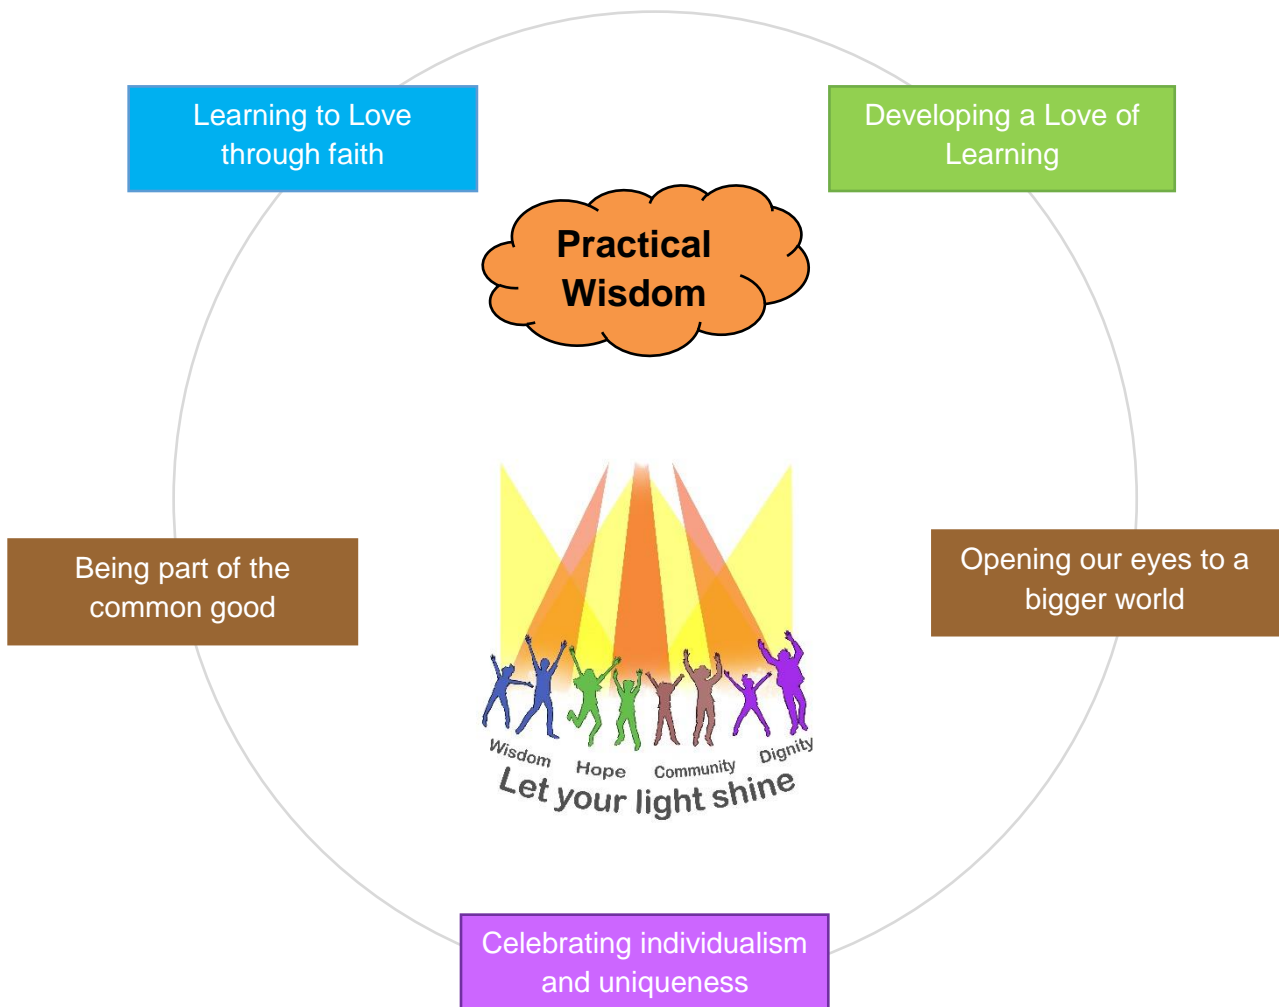 Learning to Love
through faith
Developing a Love of
Learning
Practical
Wisdom
Being part of the
common good
Opening our eyes to a
bigger world
Wisdom
Hope
Community
Dignity
Let your light shine
Celebrating individualism
and uniqueness